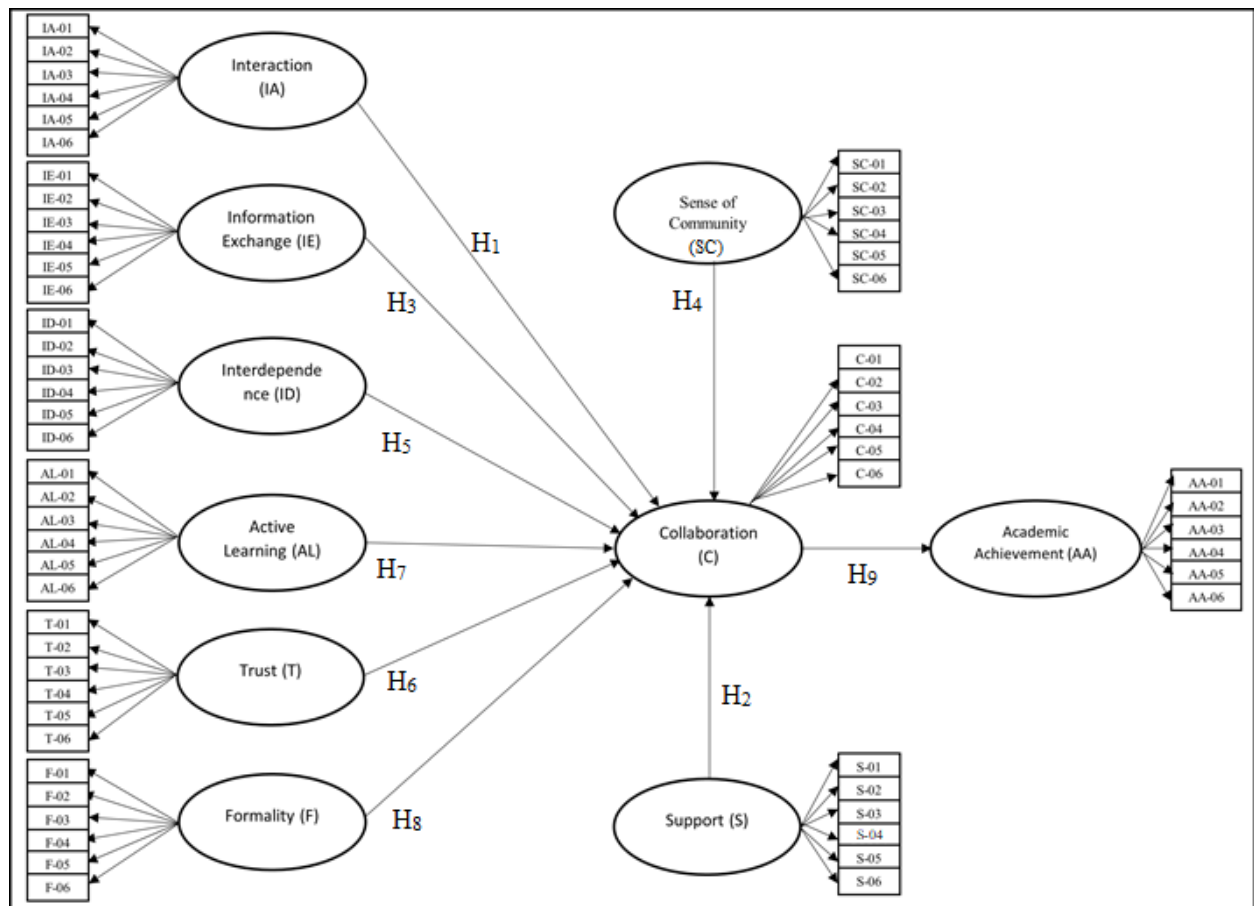 IA-01
IA-02
IA-03
IA-04
IA-05
IA-06
Interaction
(IA)
IE-01
IE-02
IE-03
IE-04
IE-05
IE-06
Information
Exchange (IE)
ID-01
ID-02
ID-03
ID-04
ID-05
ID-06
Interdepende
nce (ID)
AL-01
AL-02
AL-03
AL-04
AL-05
AL-06
Active
Learning (AL)
T-01
T-02
T-03
T-04
T-05
T-06
Trust (T)
F-01
F-02
F-03
F-04
F-05
F-06
Formality (F)
H1
H3
H5
H7
H6
H8
Sense of
Community
(SC)
SC-01
SC-02
SC-03
SC-04
SC-05
SC-06
H4
C-01
C-02
C-03
C-04
C-05
C-06
Collaboration
(C)
H9
Academic
Achievement (AA)
AA-01
AA-02
AA-03
AA-04
AA-05
AA-06
H2
Support (S)
S-01
S-02
S-03
S-04
S-05
S-06